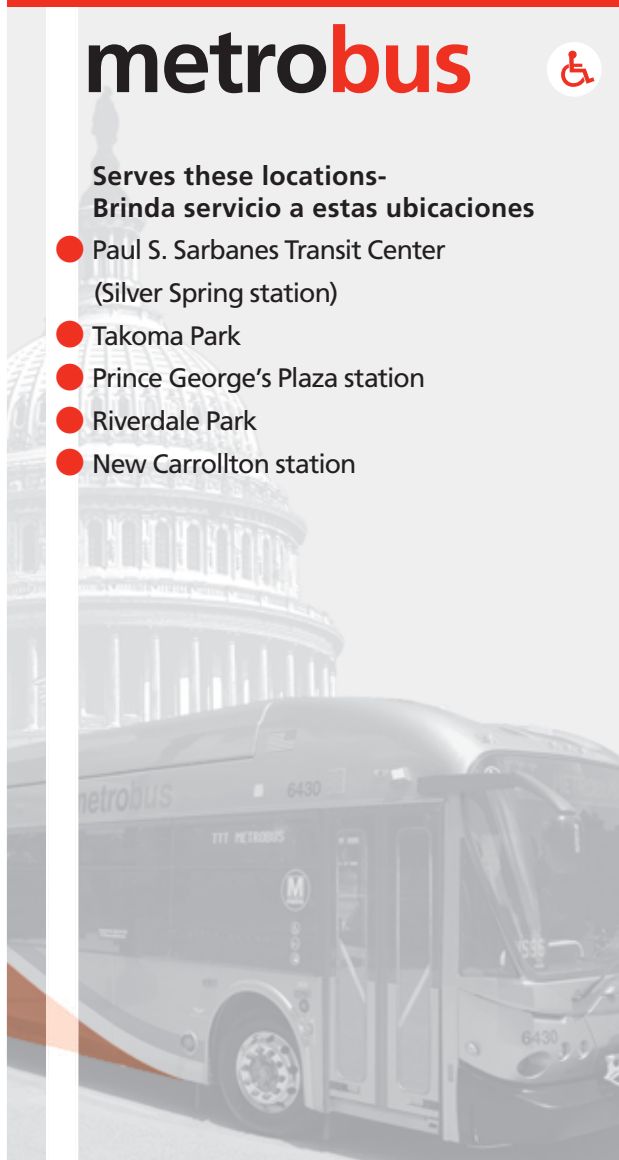 metrobus
Serves these locations-
Brinda servicio a estas ubicaciones
Paul S. Sarbanes Transit Center
(Silver Spring station)
Takoma Park
Prince George's Plaza station
Riverdale Park
New Carrollton station
metrobus
6430
TYT METROBUS
M
6430